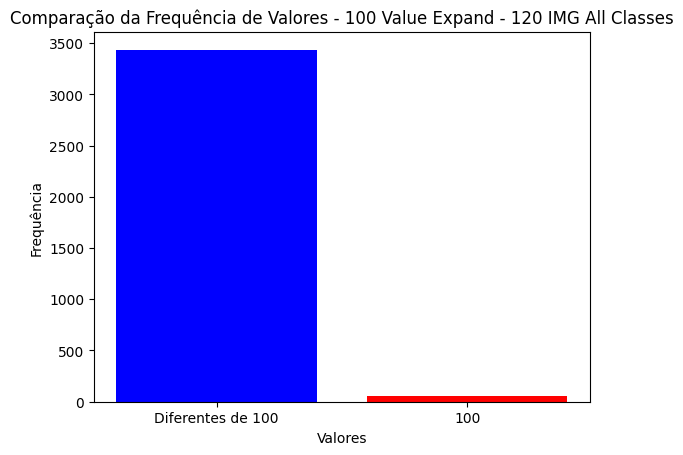 Comparação da Frequência de Valores - 100 Value Expand - 120 IMG All Classes
3500
3000
2500
2000
1500
1000
500
0
Frequência
Diferentes de 100
100
Valores